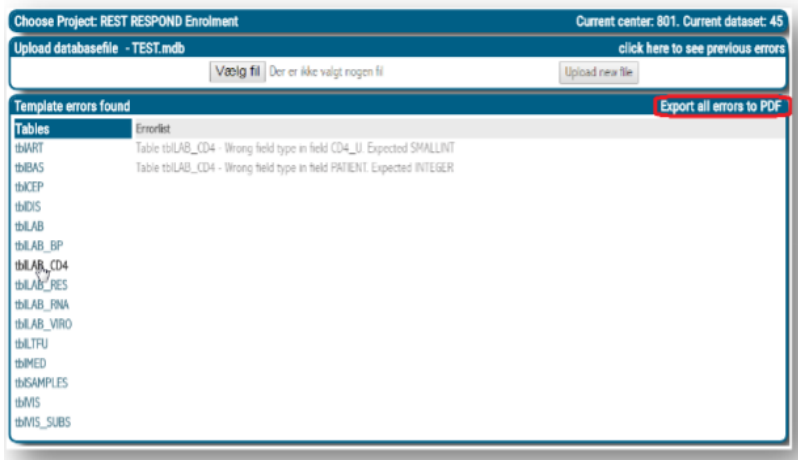 Choose Project: REST RESPOND Enrolment Current center: 801. Current dataset: 45
Upload databasefile - TEST.mdb click here to see previous errors
Vælg fil Der er ikke valgt nogen fil Upload new file
Template errors found Export all errors to PDF
Tables Errorlist
tblART Table tblLAB_CD4 - Wrong field type in field CD4_U. Expected SMALLINT
tblBAS Table tblLAB_CD4 - Wrong field type in field PATIENT. Expected INTEGER
tblCEP
tblDIS
tblLAB
tblLAB_BP
tblLAB_CD4
tblLAB_RES
tblLAB_RNA
tblLAB_VIRO
tblLTFU
tblMED
tblSAMPLES
tblVIS
tblVIS_SUBS